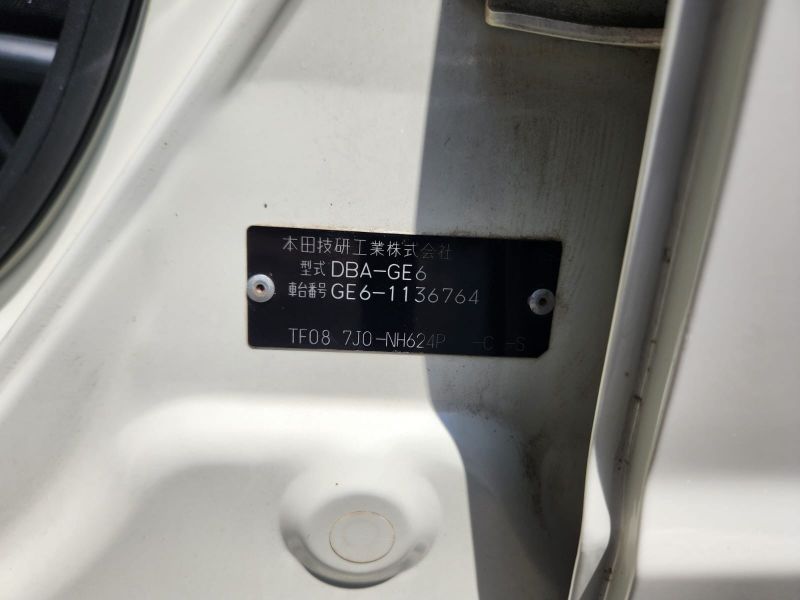 本田技研工業株式会社
型式 DBA-GE6
車台番号 GE6-1136764
TF08 7J0-NH624P -C -S